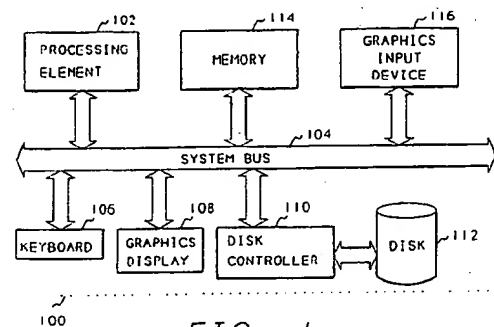 102
114
116
PROCESSING
ELEMENT
MEMORY
GRAPHICS
INPUT
DEVICE
104
SYSTEM BUS
106
108
110
112
KEYBOARD
GRAPHICS
DISPLAY
DISK
CONTROLLER
DISK
100